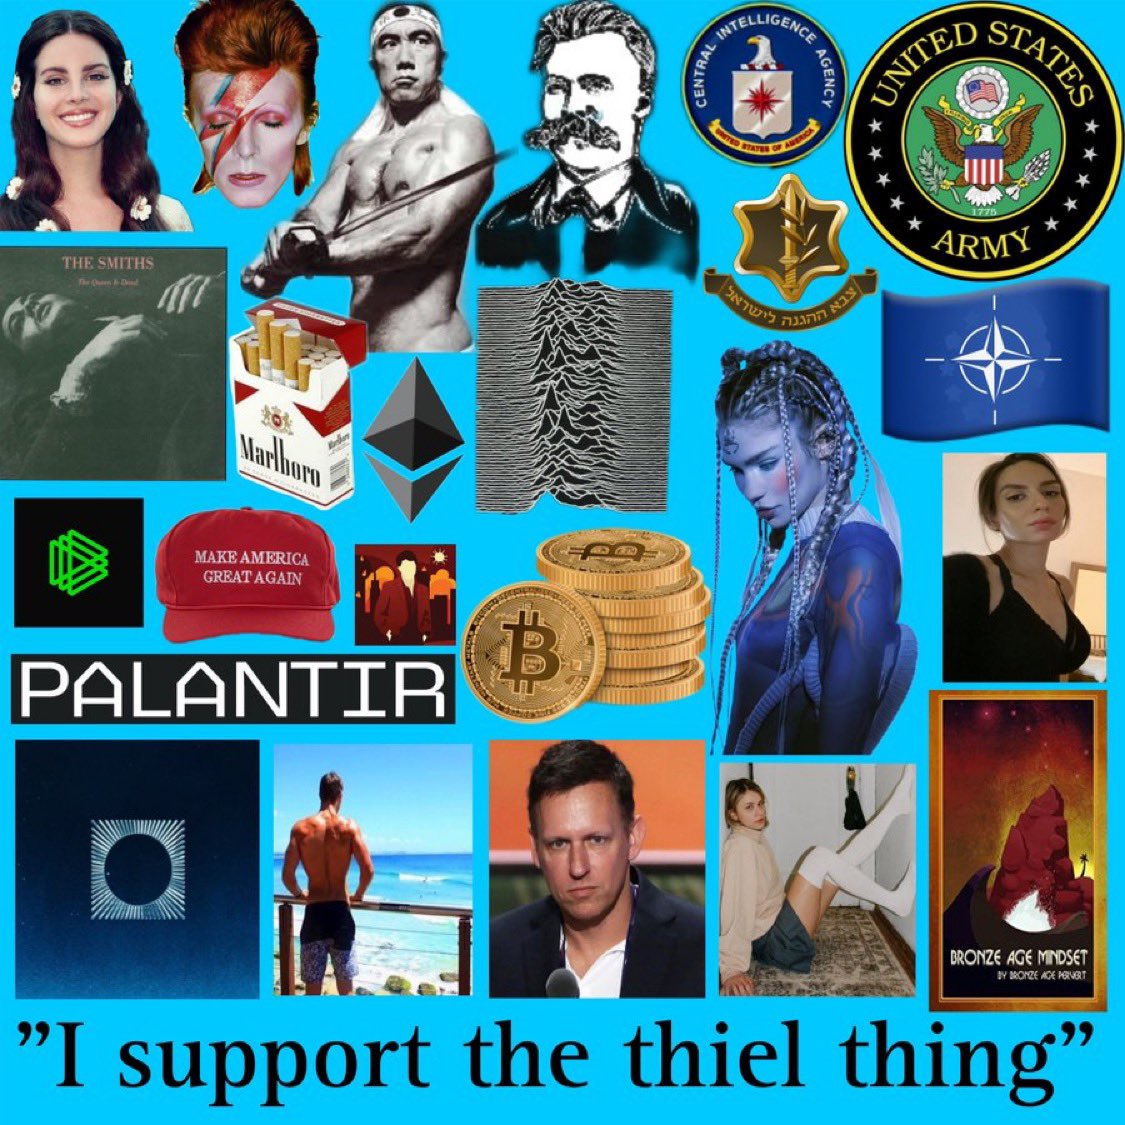 CENTRAL INTELLIGENCE AGENCY
UNITED STATES OF AMERICA
UNITED STATES
ARMY
1775
צבא ההגנה לישראל
THE SMITHS
The Queen Is Dead
Marlboro
Marlboro
MAKE AMERICA
GREAT AGAIN
PALANTIR
BRONZE AGE MINDSET
BY BRONZE AGE PERVERT
"I support the thiel thing"